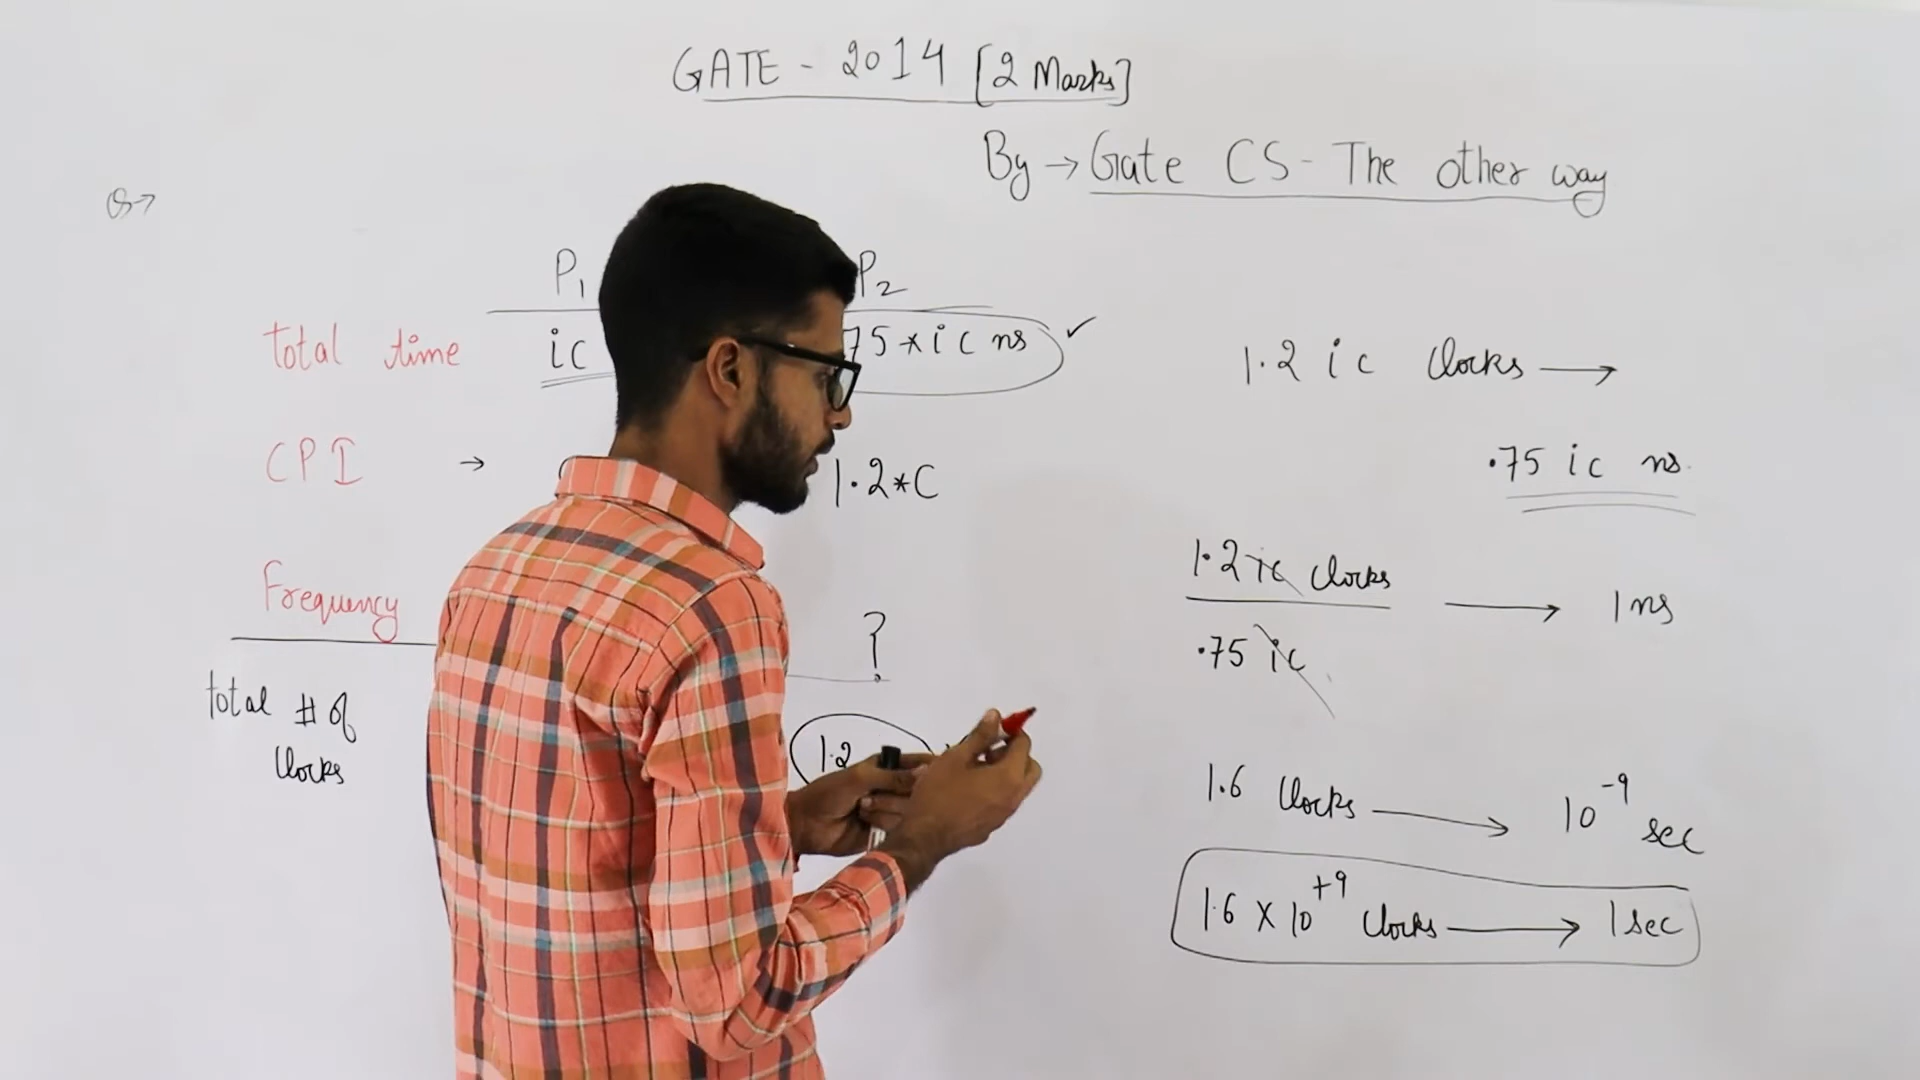 GATE - 2014 [2 Marks]
By → Gate CS - The other way
Q →
P1 P2
total time ic 75 * ic ns ✓
CPI → 1.2*C
Frequency ?
total # of
Clocks
1.2
1.2 ic Clocks →
.75 ic ns
1.2 ic Clocks → 1 ns
.75 ic
1.6 Clocks → 10^-9 sec
1.6 X 10^+9 Clocks → 1 sec